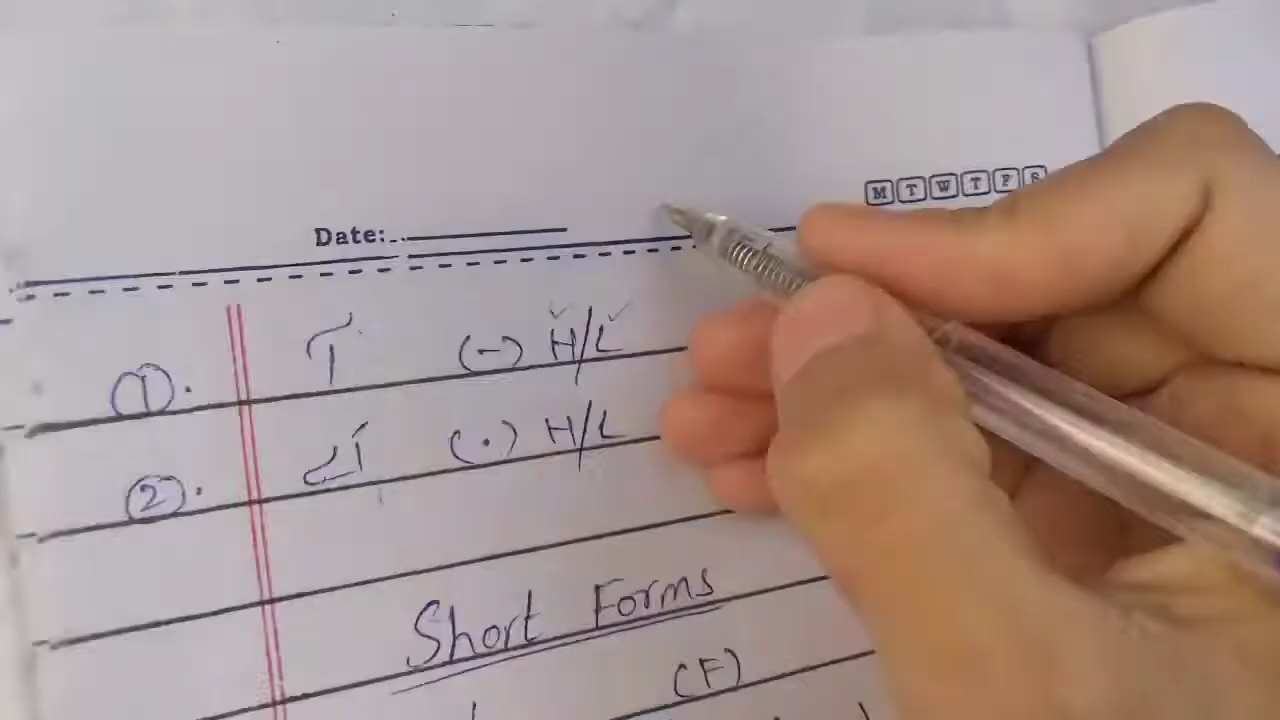 M T W T F S
Date:
①. (-) H/L
②. (·) H/L
Short Forms
(F)